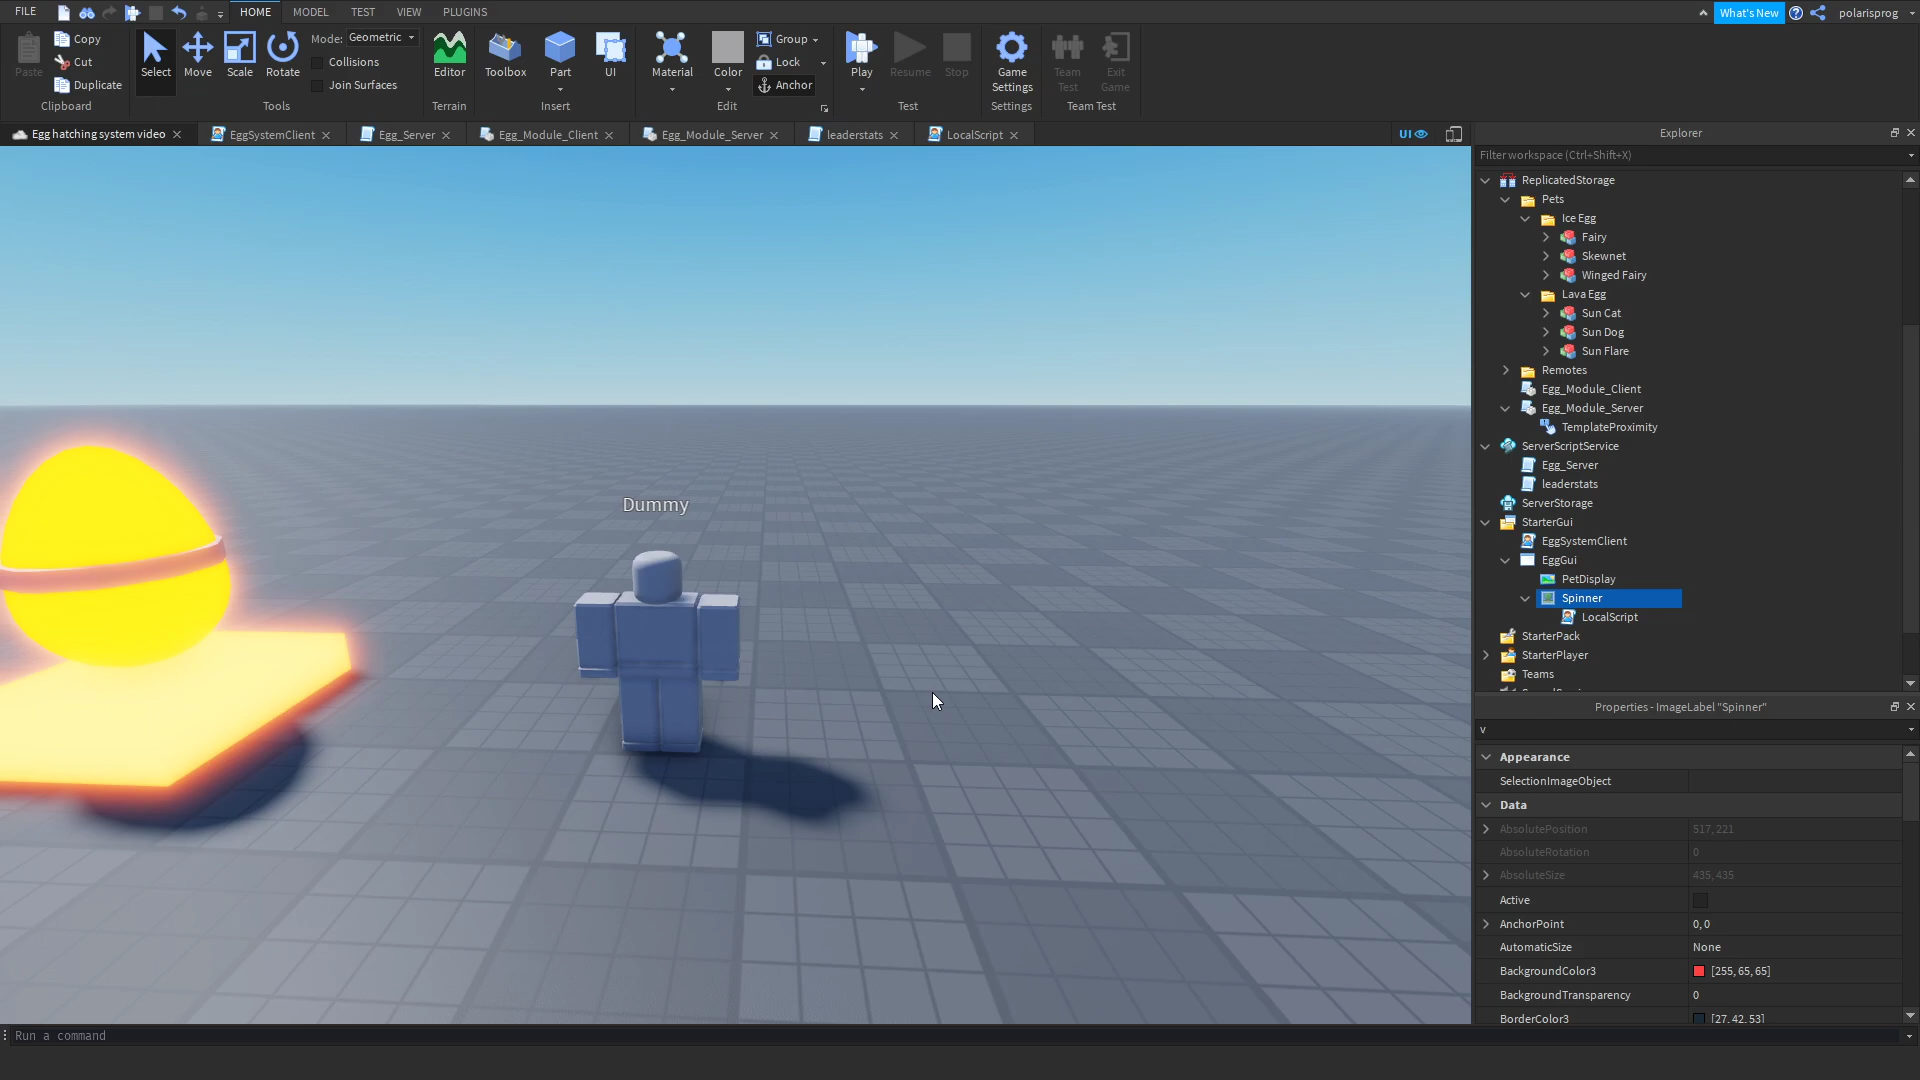 FILE HOME MODEL TEST VIEW PLUGINS What's New polarisprog
Paste Copy Cut Duplicate Clipboard
Select Move Scale Rotate Mode: Geometric Collisions Join Surfaces Tools
Editor Terrain
Toolbox Part UI Insert
Material Color Group Lock Anchor Edit
Play Resume Stop Test
Game Settings Settings
Team Test Exit Game Team Test
Egg hatching system video EggSystemClient Egg_Server Egg_Module_Client Egg_Module_Server leaderstats LocalScript UI
Dummy
Explorer
Filter workspace (Ctrl+Shift+X)
ReplicatedStorage
Pets
Ice Egg
Fairy
Skewnet
Winged Fairy
Lava Egg
Sun Cat
Sun Dog
Sun Flare
Remotes
Egg_Module_Client
Egg_Module_Server
TemplateProximity
ServerScriptService
Egg_Server
leaderstats
ServerStorage
StarterGui
EggSystemClient
EggGui
PetDisplay
Spinner
LocalScript
StarterPack
StarterPlayer
Teams
Properties - ImageLabel "Spinner"
v
Appearance
SelectionImageObject
Data
AbsolutePosition 517, 221
AbsoluteRotation 0
AbsoluteSize 435, 435
Active
AnchorPoint 0, 0
AutomaticSize None
BackgroundColor3 [255, 65, 65]
BackgroundTransparency 0
BorderColor3 [27, 42, 53]
Run a command